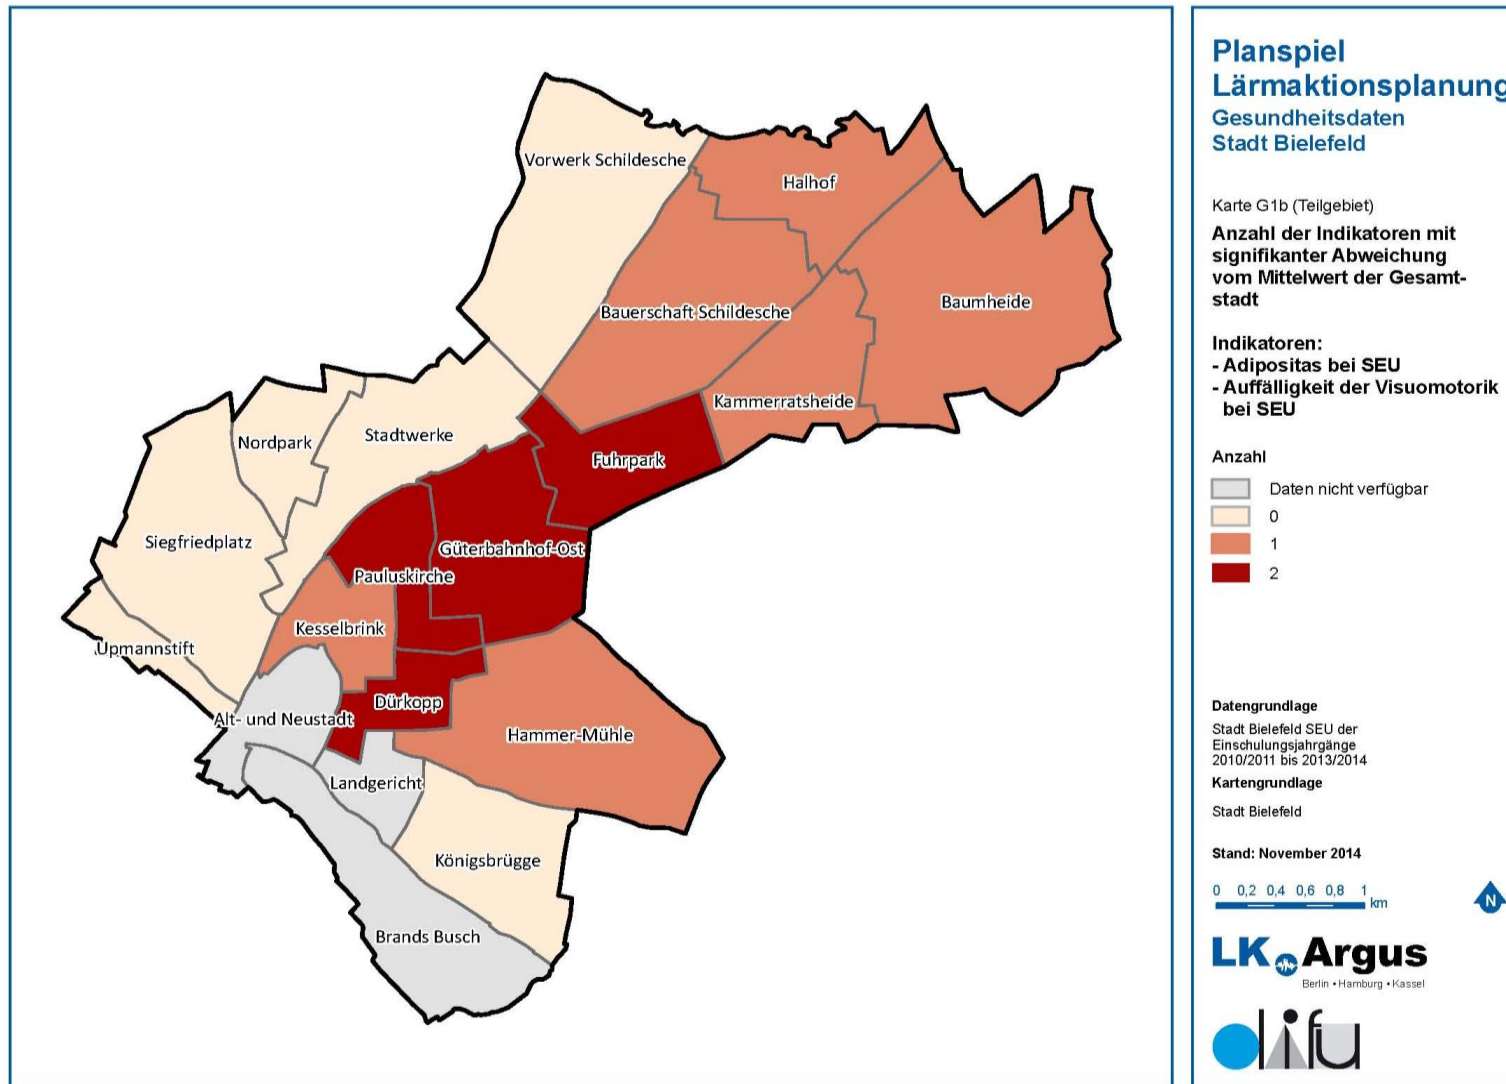 Vorwerk Schildesche
Halhof
Bauerschaft Schildesche
Baumheide
Kammerratsheide
Nordpark
Stadtwerke
Fuhrpark
Siegfriedplatz
Güterbahnhof-Ost
Pauluskirche
Kesselbrink
Upmannstift
Dürkopp
Alt- und Neustadt
Hammer-Mühle
Landgericht
Königsbrügge
Brands Busch
Planspiel
Lärmaktionsplanung
Gesundheitsdaten
Stadt Bielefeld
Karte G1b (Teilgebiet)
Anzahl der Indikatoren mit
signifikanter Abweichung
vom Mittelwert der Gesamt-
stadt
Indikatoren:
- Adipositas bei SEU
- Auffälligkeit der Visuomotorik
bei SEU
Anzahl
Daten nicht verfügbar
0
1
2
Datengrundlage
Stadt Bielefeld SEU der
Einschulungsjahrgänge
2010/2011 bis 2013/2014
Kartengrundlage
Stadt Bielefeld
Stand: November 2014
0 0,2 0,4 0,6 0,8 1
km
N
LK Argus
Berlin • Hamburg • Kassel
difu